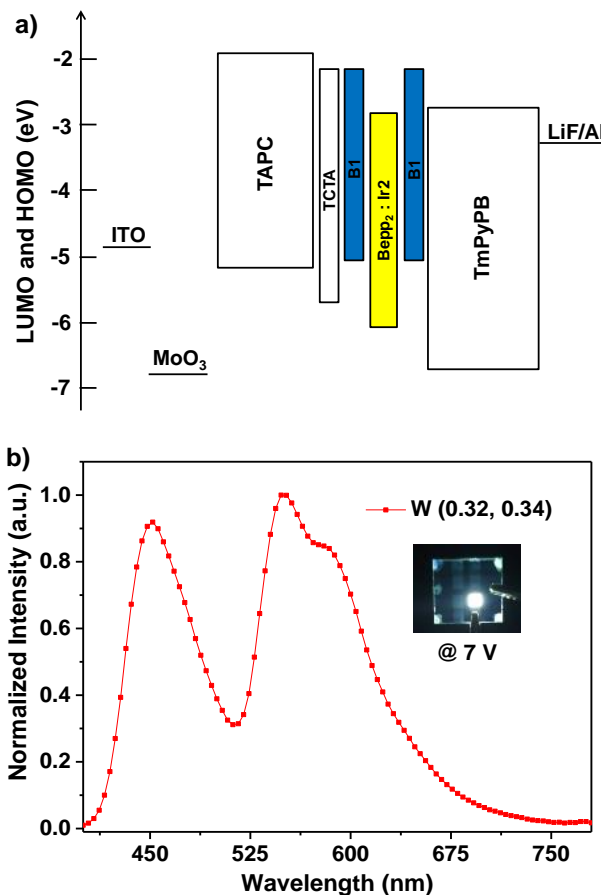 a)
LUMO and HOMO (eV)
-2
-3
-4
-5
-6
-7
ITO
MoO₃
TAPC
TCTA
B1
Bepp₂ : Ir2
B1
TmPyPB
LiF/Al
b)
Normalized Intensity (a.u.)
1.0
0.8
0.6
0.4
0.2
0.0
W (0.32, 0.34)
@ 7 V
450 525 600 675 750
Wavelength (nm)